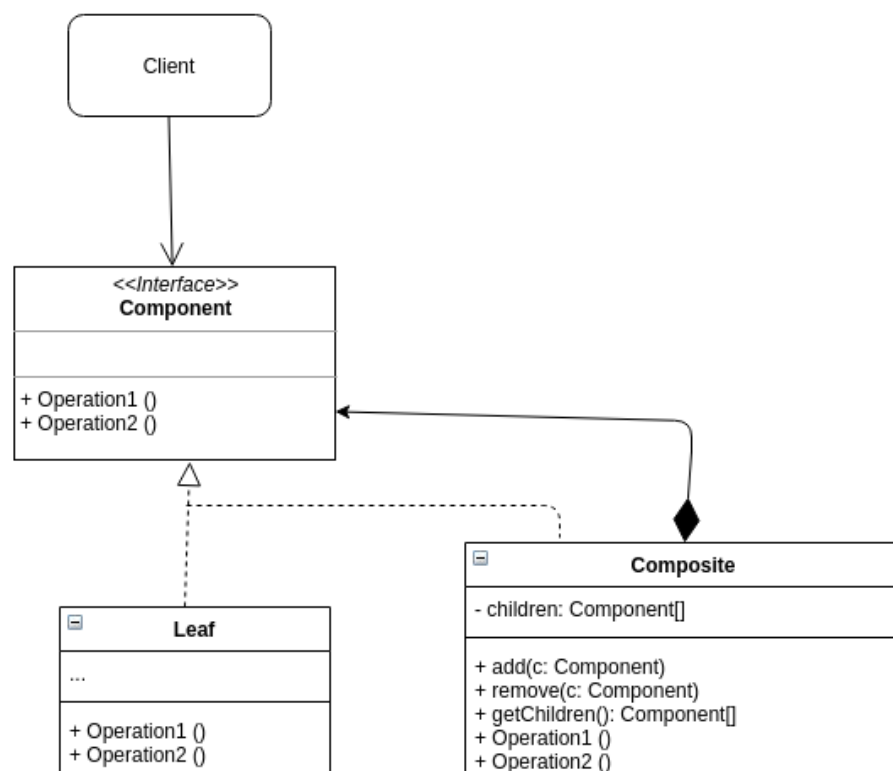 Client
<<Interface>>
Component
+ Operation1 ()
+ Operation2 ()
Leaf
...
+ Operation1 ()
+ Operation2 ()
Composite
- children: Component[]
+ add(c: Component)
+ remove(c: Component)
+ getChildren(): Component[]
+ Operation1 ()
+ Operation2 ()